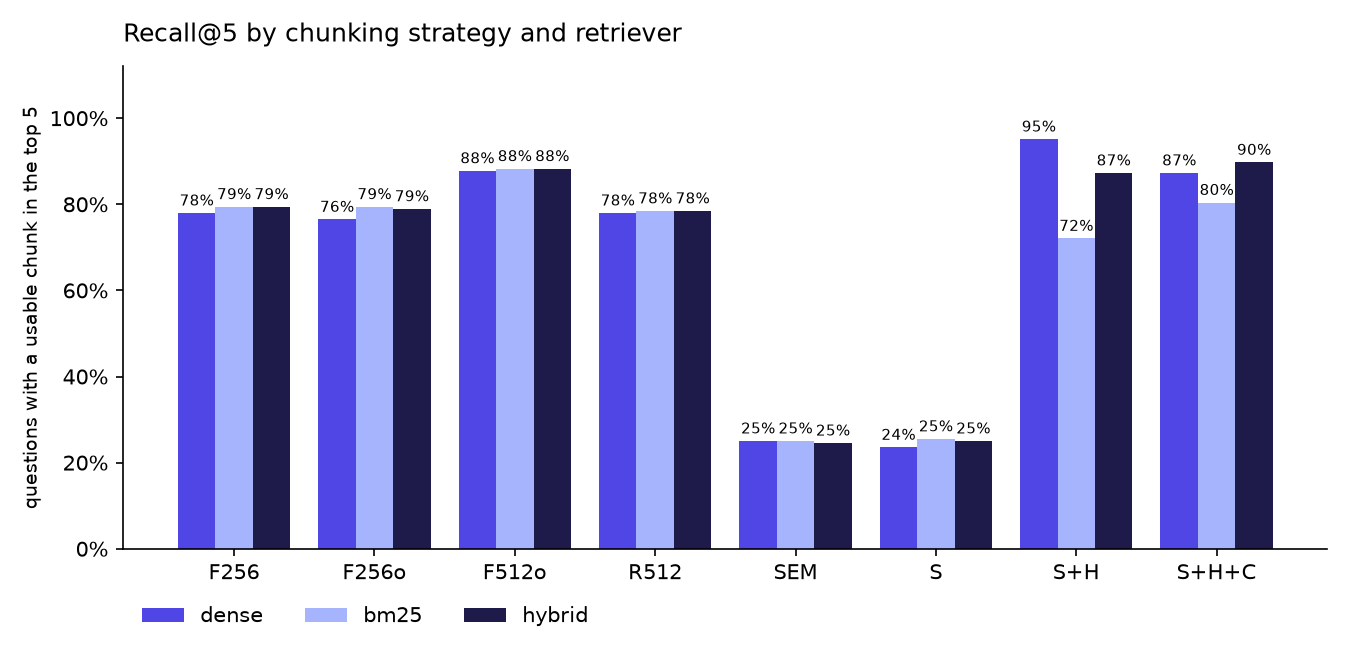 Recall@5 by chunking strategy and retriever
questions with a usable chunk in the top 5
100%
80%
60%
40%
20%
0%
78% 79% 79%
76% 79% 79%
88% 88% 88%
78% 78% 78%
25% 25% 25%
24% 25% 25%
95% 72% 87%
87% 80% 90%
F256 F256o F512o R512 SEM S S+H S+H+C
dense bm25 hybrid